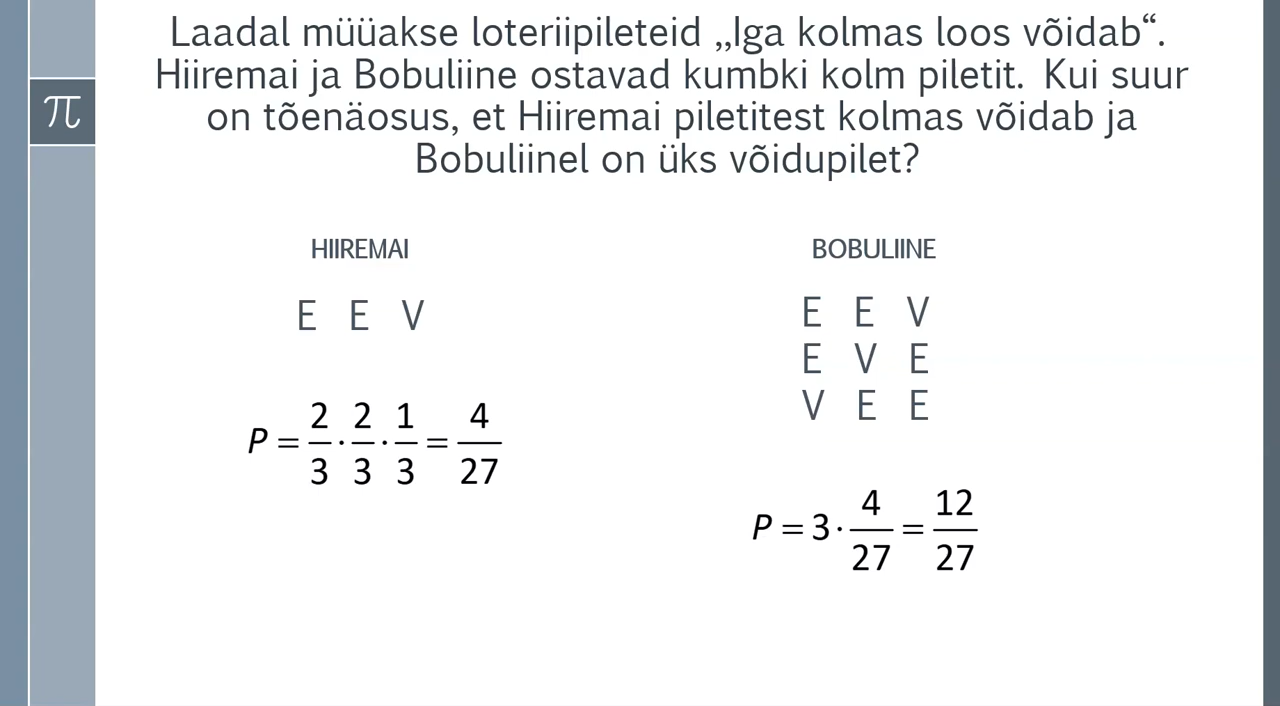 Laadal müüakse loteriipileteid „Iga kolmas loos võidab“.
Hiiremai ja Bobuliine ostavad kumbki kolm piletit. Kui suur
π
on tõenäosus, et Hiiremai piletitest kolmas võidab ja
Bobuliinel on üks võidupilet?
HIIREMAI
E E V
P = 2/3 · 2/3 · 1/3 = 4/27
BOBULIINE
E E V
E V E
V E E
P = 3 · 4/27 = 12/27